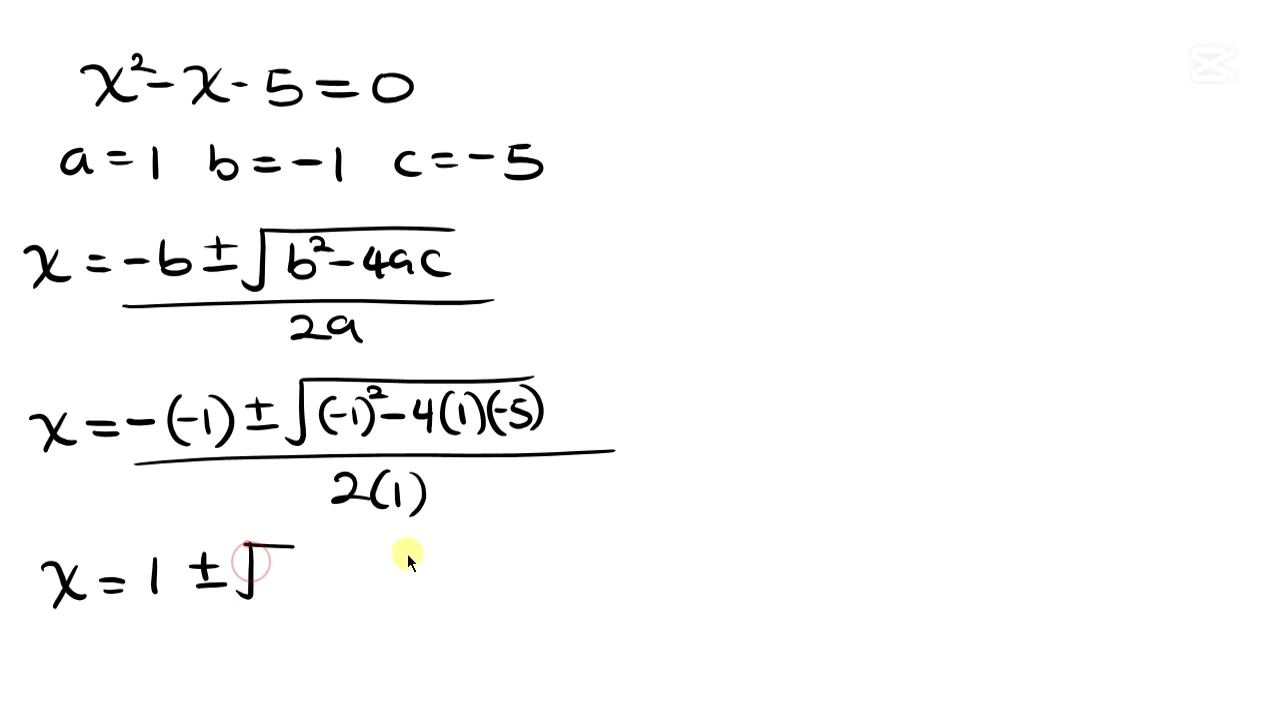 x² - x - 5 = 0
a = 1 b = -1 c = -5
x = -b ± √b² - 4ac
2a
x = -(-1) ± √(-1)² - 4(1)(-5)
2(1)
x = 1 ± √